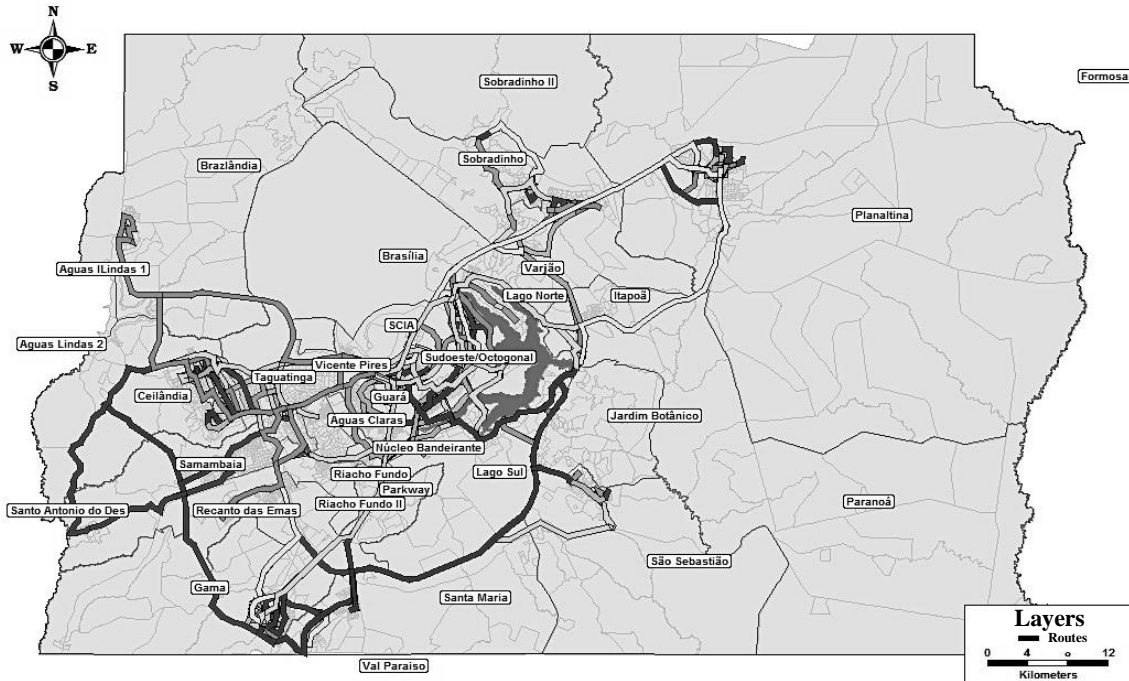 N
W E
S
Formosa
Sobradinho II
Sobradinho
Brazlândia
Planaltina
Brasília
Aguas lLindas 1
Varjão
Lago Norte
Itapoã
SCIA
Aguas Lindas 2
Sudoeste/Octogonal
Vicente Pires
Taguatinga
Ceilândia
Guará
Aguas Claras
Jardim Botânico
Núcleo Bandeirante
Samambaia
Lago Sul
Riacho Fundo
Parkway
Paranoá
Riacho Fundo II
Recanto das Emas
Santo Antonio do Des
São Sebastião
Gama
Santa Maria
Val Paraiso
Layers
Routes
0 4 o 12
Kilometers